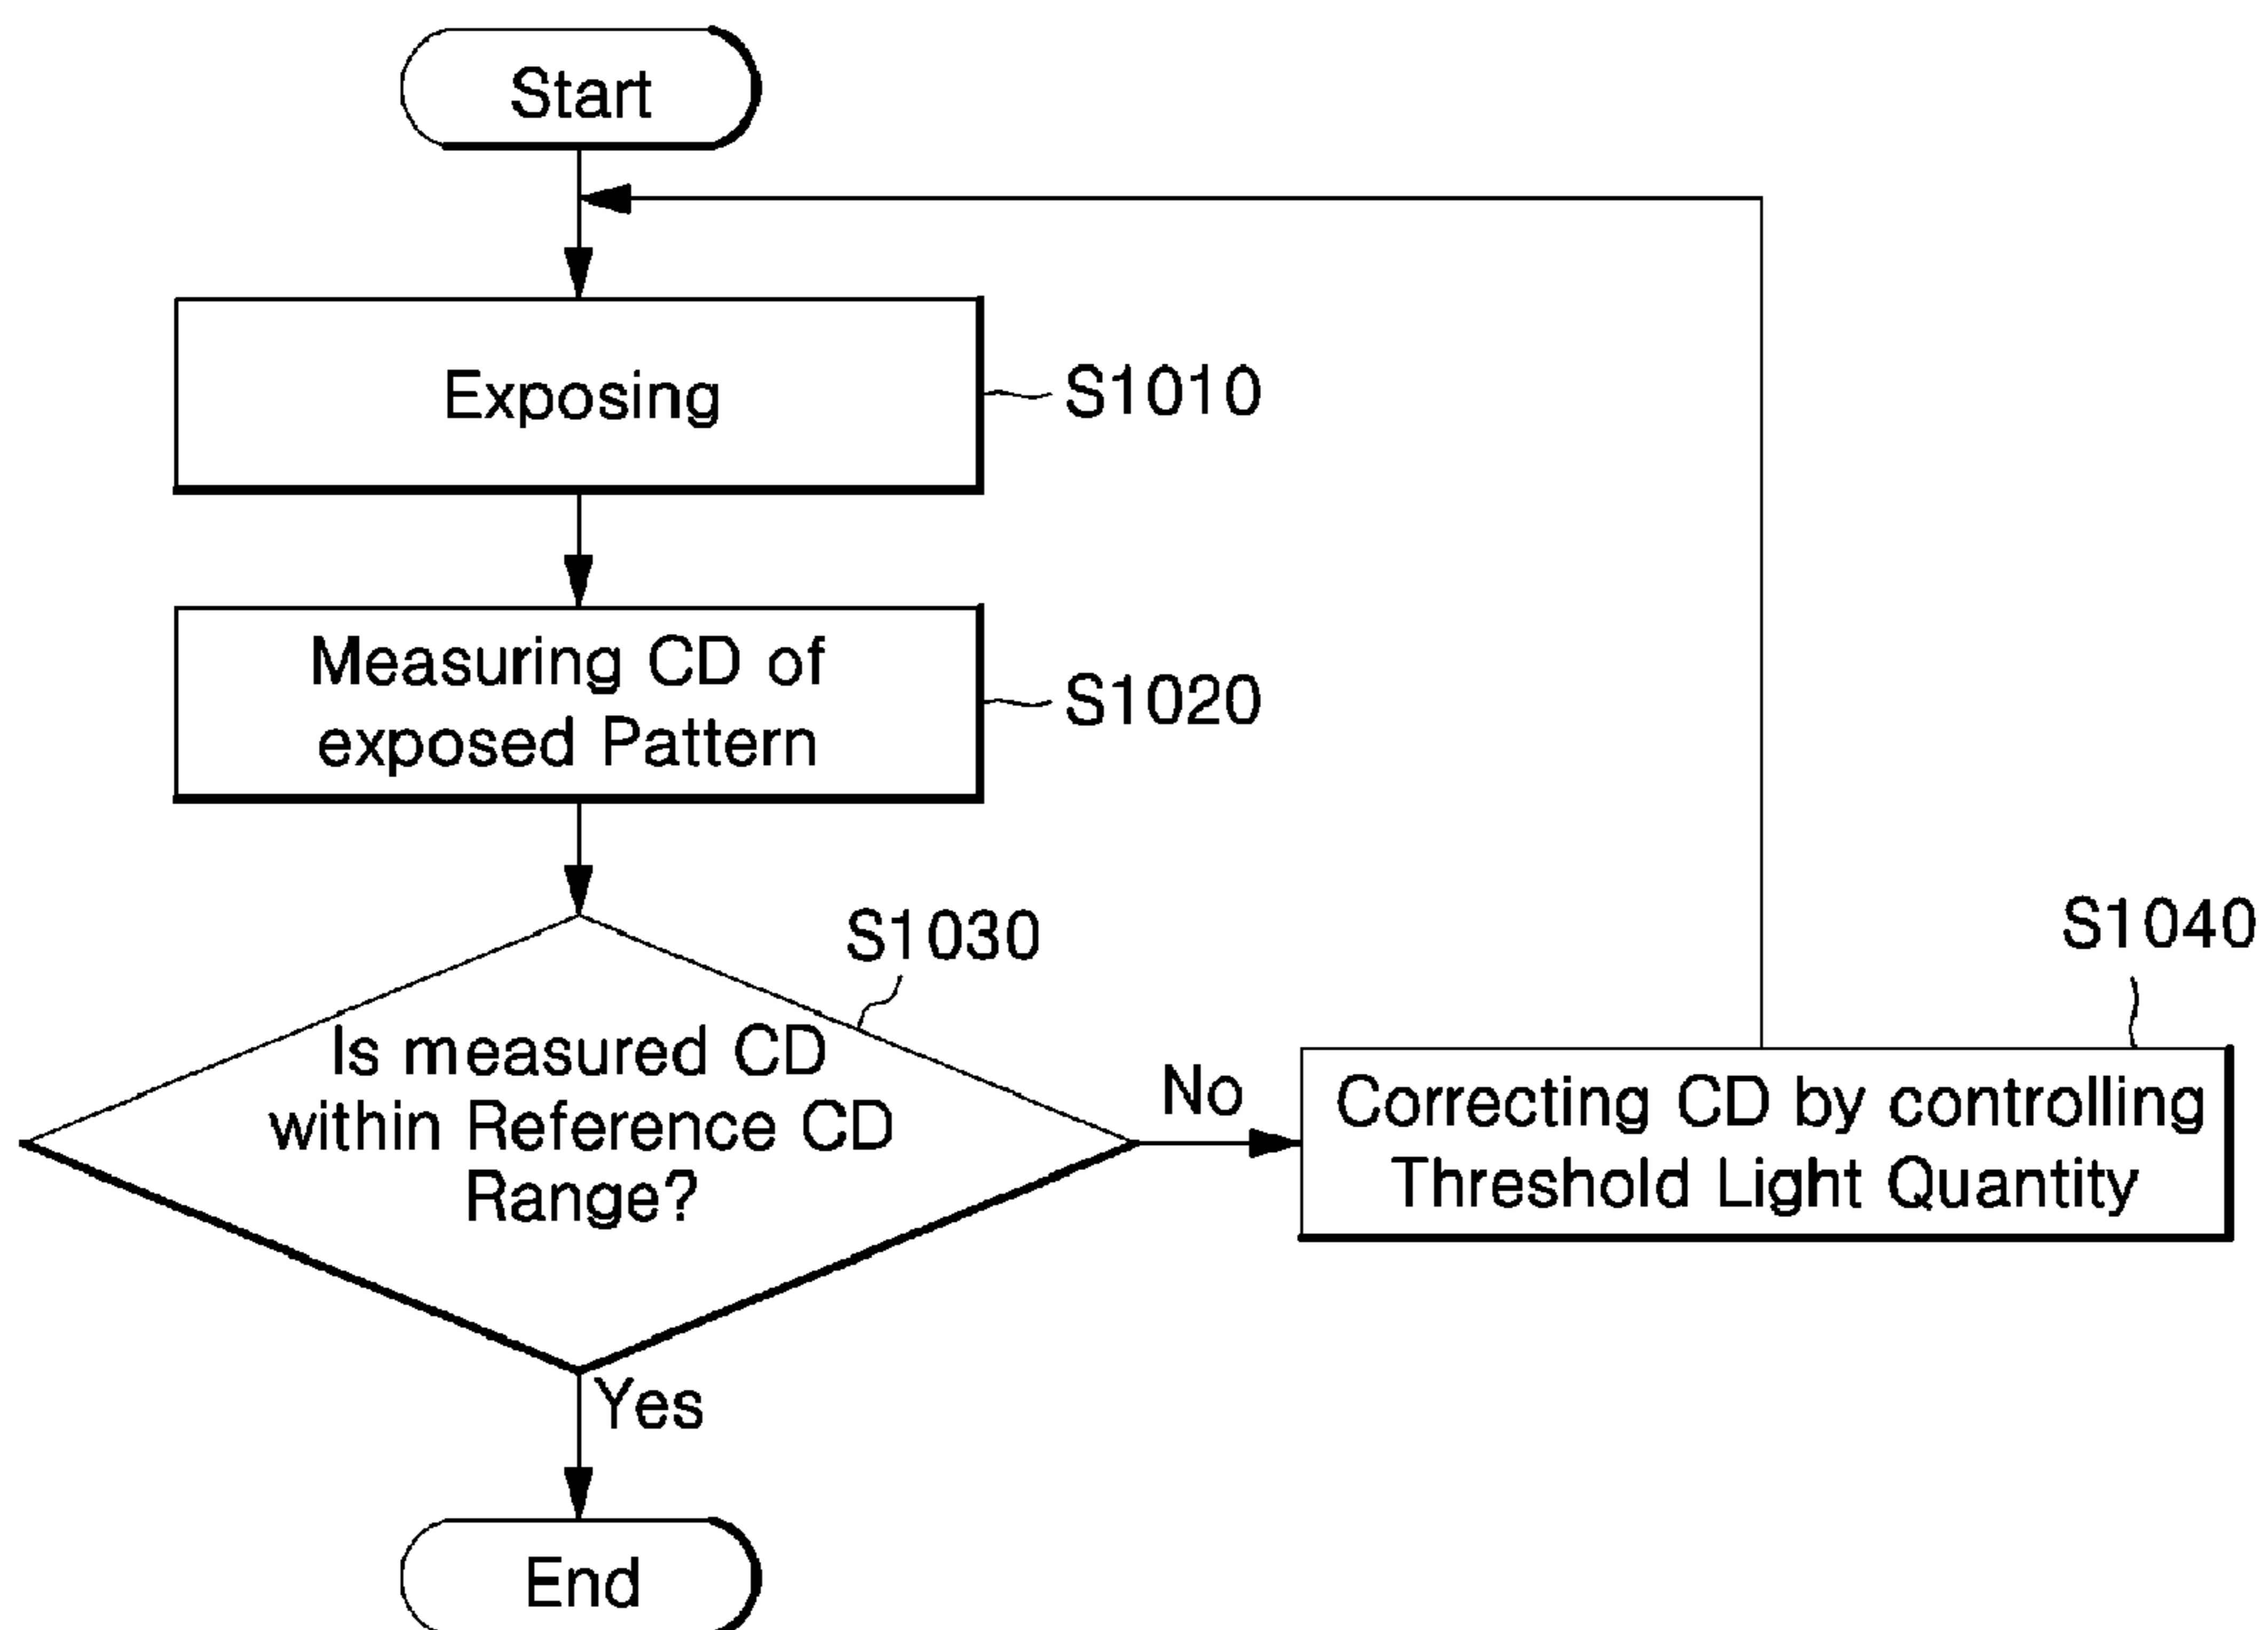 Start
Exposing
S1010
Measuring CD of
exposed Pattern
S1020
S1030
Is measured CD
within Reference CD
Range?
No
S1040
Correcting CD by controlling
Threshold Light Quantity
Yes
End